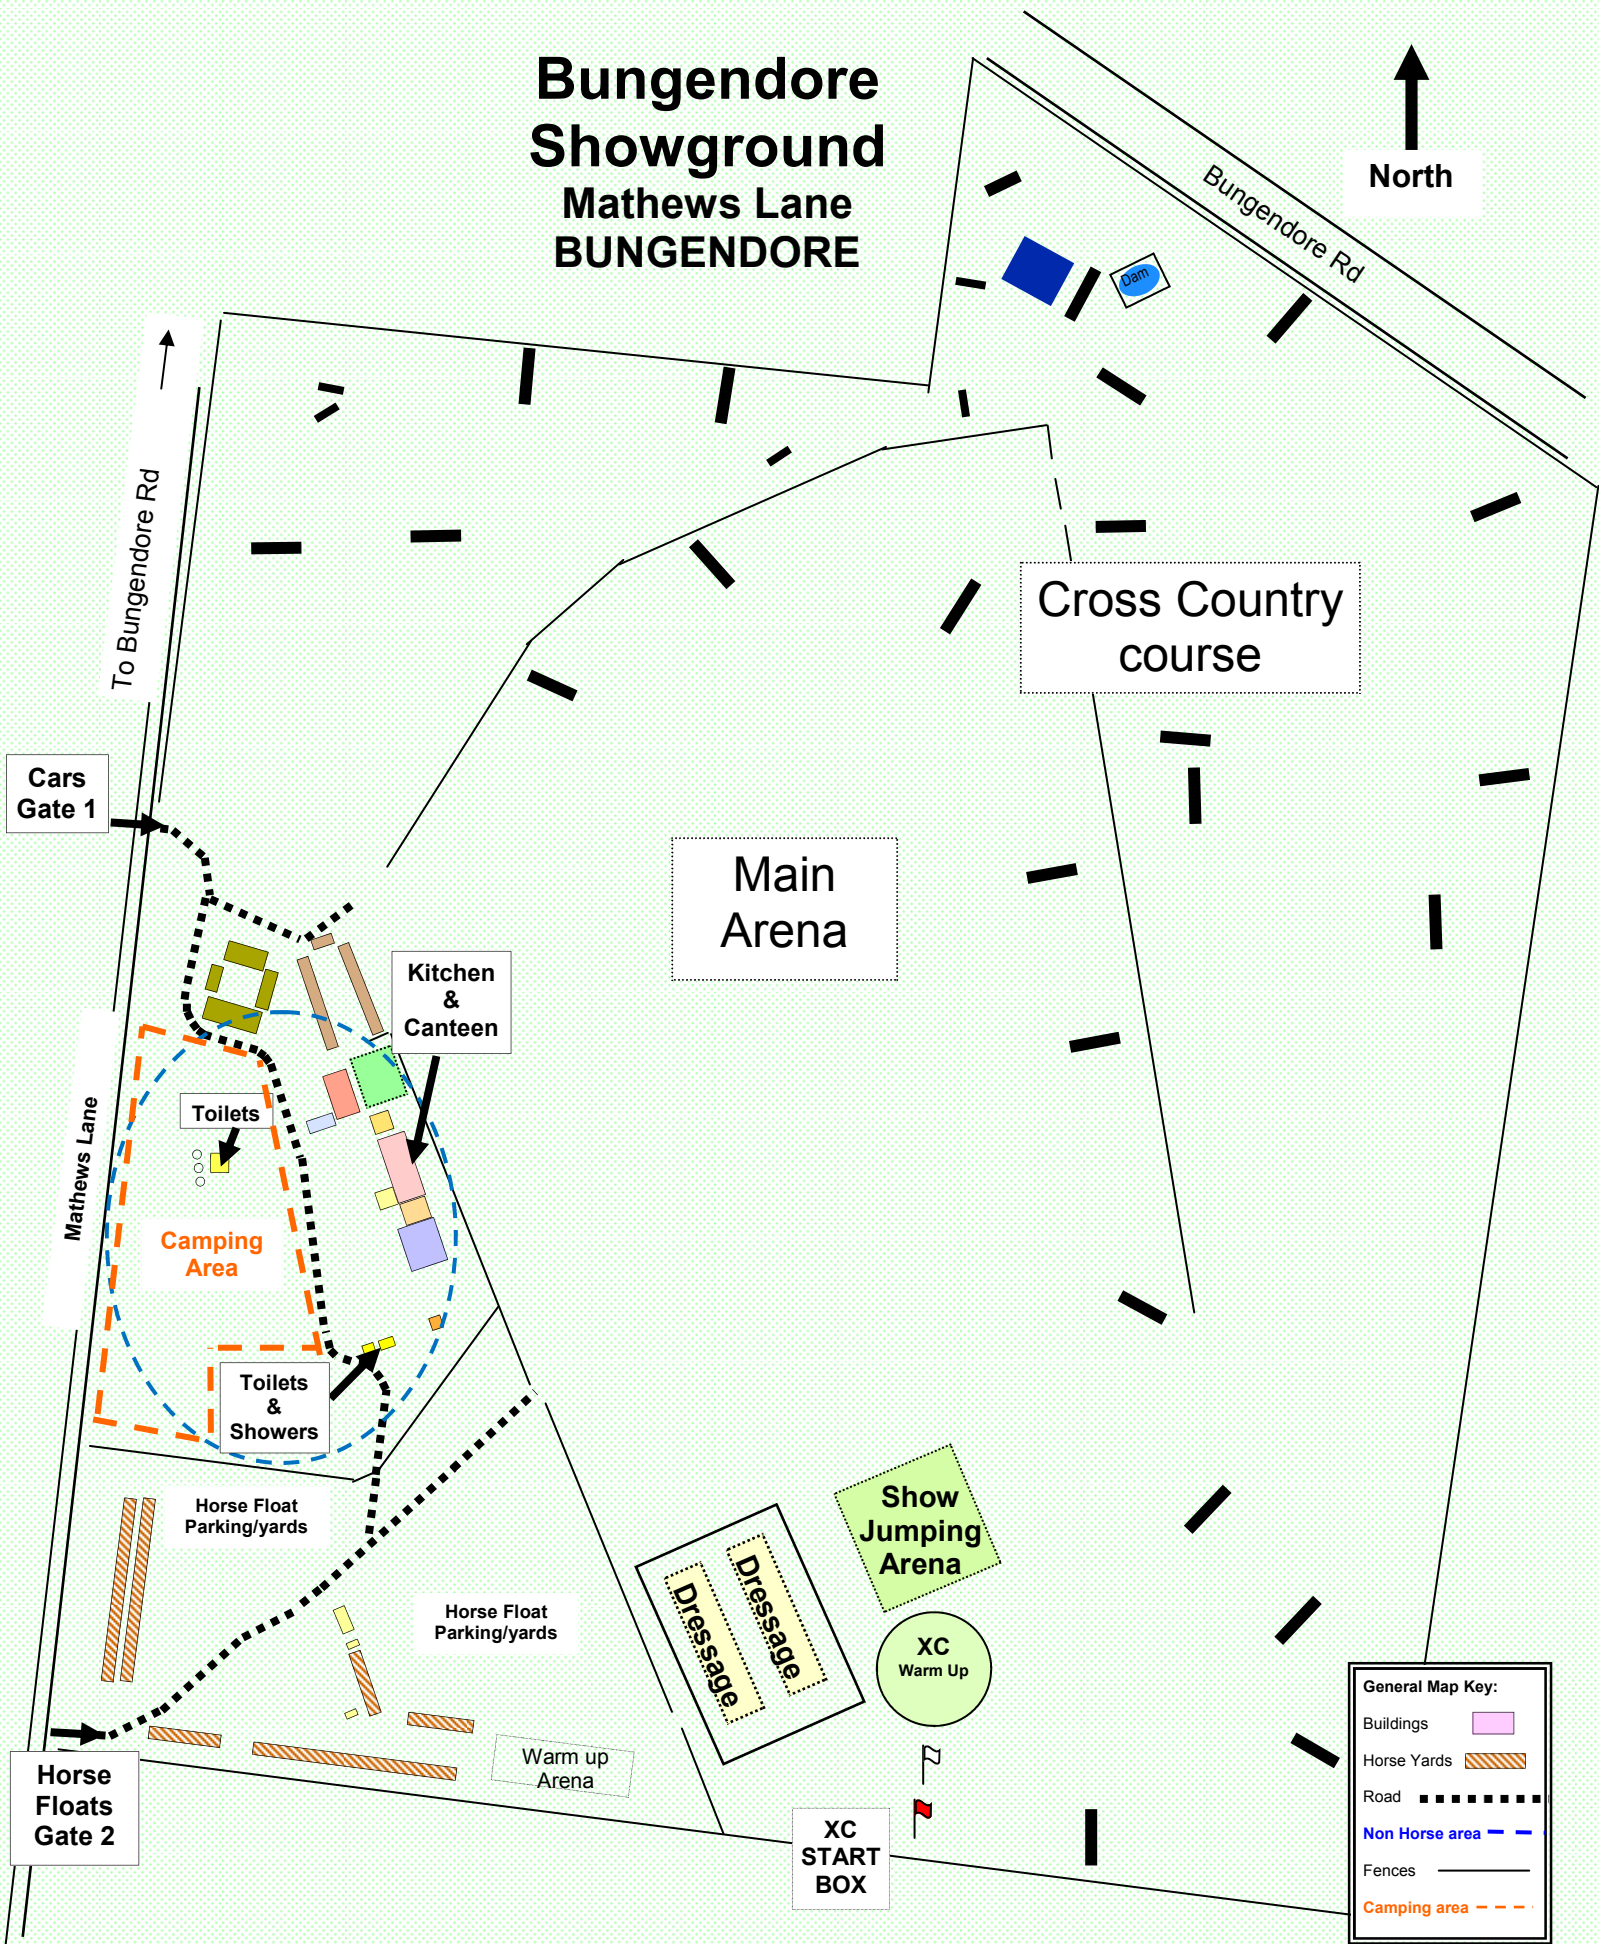 Bungendore
Showground
Mathews Lane
BUNGENDORE
North
Bungendore Rd
Dam
To Bungendore Rd
Cross Country
course
Cars
Gate 1
Main
Arena
Kitchen
&
Canteen
Toilets
Mathews Lane
Camping
Area
Toilets
&
Showers
Horse Float
Parking/yards
Horse Float
Parking/yards
Show
Jumping
Arena
Dressage
Dressage
XC
Warm Up
Warm up
Arena
Horse
Floats
Gate 2
XC
START
BOX
General Map Key:
Buildings
Horse Yards
Road
Non Horse area
Fences
Camping area